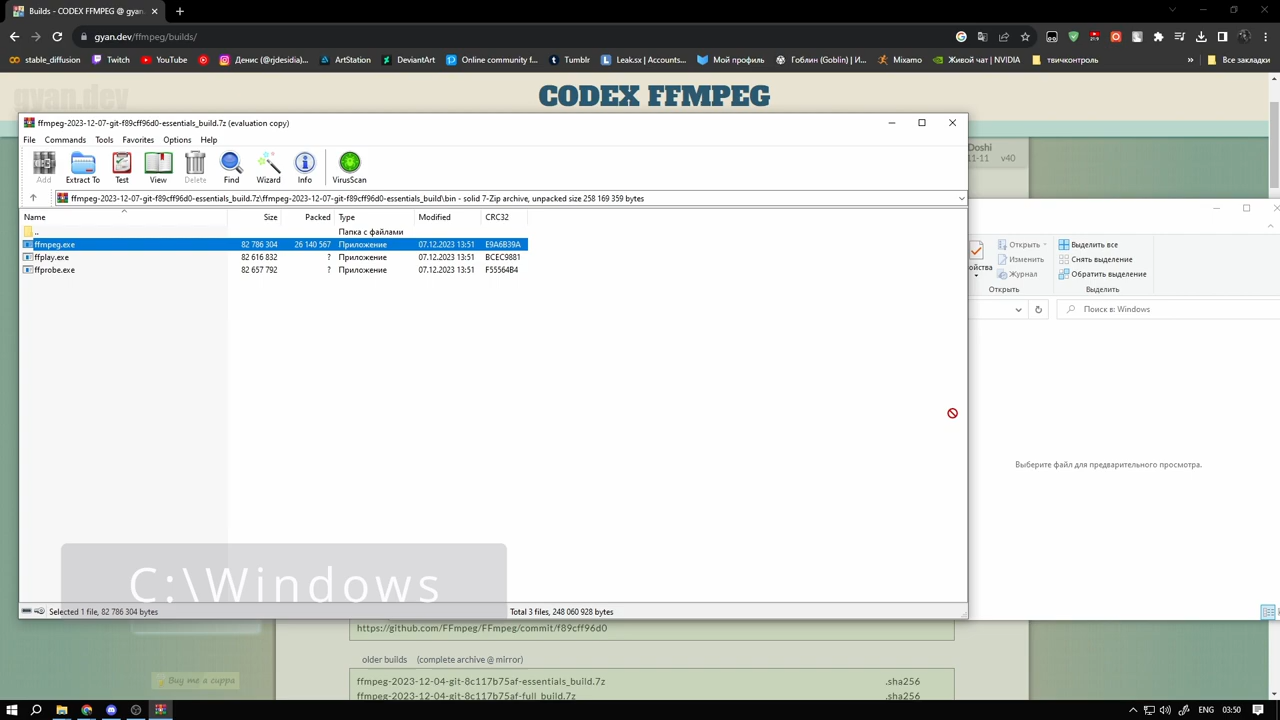 Builds - CODEX FFMPEG @ gyan.
gyan.dev/ffmpeg/builds/
stable_diffusion Twitch YouTube Денис (@rjdesidia)... ArtStation DeviantArt Online community f... Tumblr Leak.sx | Accounts... Мой профиль Гоблин (Goblin) | И... Mixamo Живой чат | NVIDIA твичконтроль Все закладки
gyan.dev
CODEX FFMPEG
Doshi
11-11 v40
ffmpeg-2023-12-07-git-f89cff96d0-essentials_build.7z (evaluation copy)
File Commands Tools Favorites Options Help
Add Extract To Test View Delete Find Wizard Info VirusScan
ffmpeg-2023-12-07-git-f89cff96d0-essentials_build.7z\ffmpeg-2023-12-07-git-f89cff96d0-essentials_build\bin - solid 7-Zip archive, unpacked size 258 169 359 bytes
Name Size Packed Type Modified CRC32
.. Папка с файлами
ffmpeg.exe 82 786 304 26 140 567 Приложение 07.12.2023 13:51 E9A6B39A
ffplay.exe 82 616 832 ? Приложение 07.12.2023 13:51 BCEC9881
ffprobe.exe 82 657 792 ? Приложение 07.12.2023 13:51 F55564B4
Открыть Выделить все
Изменить Снять выделение
Журнал Обратить выделение
Открыть Выделить
Поиск в: Windows
Выберите файл для предварительного просмотра.
C:\Windows
Selected 1 file, 82 786 304 bytes Total 3 files, 248 060 928 bytes
https://github.com/FFmpeg/FFmpeg/commit/f89cff96d0
older builds (complete archive @ mirror)
Buy me a cuppa
ffmpeg-2023-12-04-git-8c117b75af-essentials_build.7z .sha256
ffmpeg-2023-12-04-git-8c117b75af-full_build.7z .sha256
ENG 03:50